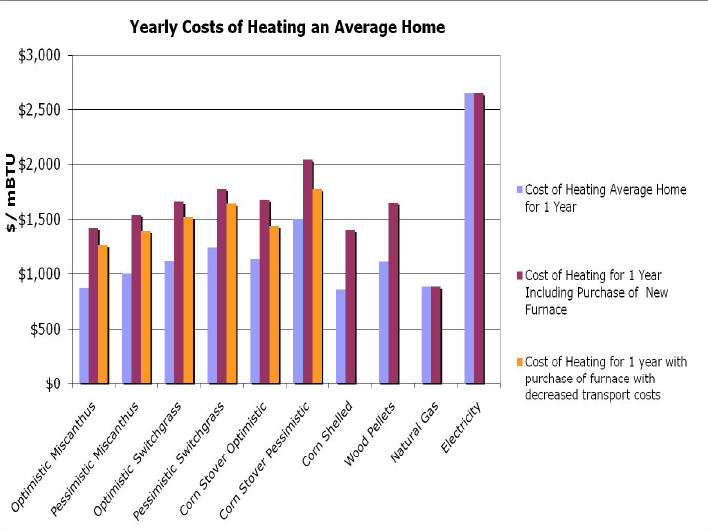 Yearly Costs of Heating an Average Home
$3,000
$2,500
$2,000
$1,500
$1,000
$500
$0
$/ mBTU
Optimistic Miscanthus
Pessimistic Miscanthus
Optimistic Switchgrass
Pessimistic Switchgrass
Corn Stover Optimistic
Corn Stover Pessimistic
Corn Shelled
Wood Pellets
Natural Gas
Electricity
Cost of Heating Average Home
for 1 Year
Cost of Heating for 1 Year
Including Purchase of New
Furnace
Cost of Heating for 1 year with
purchase of furnace with
decreased transport costs